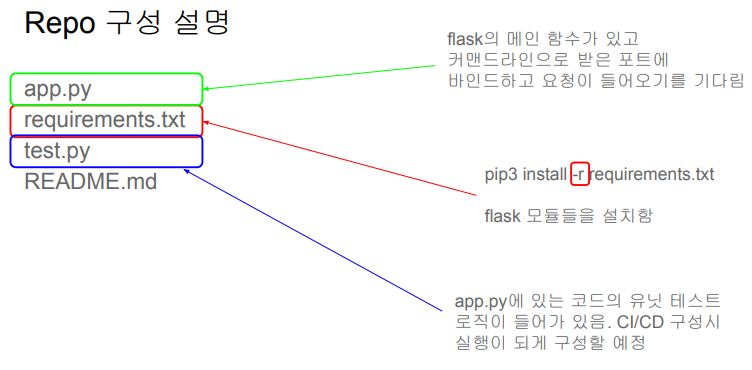 Repo 구성 설명
app.py
requirements.txt
test.py
README.md
flask의 메인 함수가 있고
커맨드라인으로 받은 포트에
바인드하고 요청이 들어오기를 기다림
pip3 install -r requirements.txt
flask 모듈들을 설치함
app.py에 있는 코드의 유닛 테스트
로직이 들어가 있음. CI/CD 구성시
실행이 되게 구성할 예정